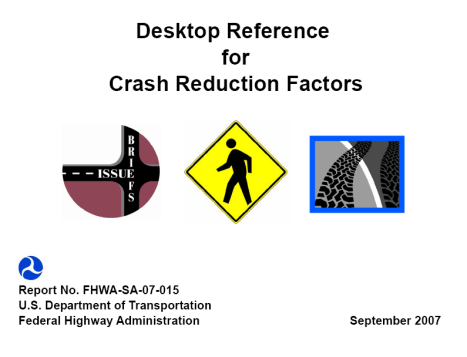 Desktop Reference
for
Crash Reduction Factors
ISSUE
BRIEFS
Report No. FHWA-SA-07-015
U.S. Department of Transportation
Federal Highway Administration
September 2007